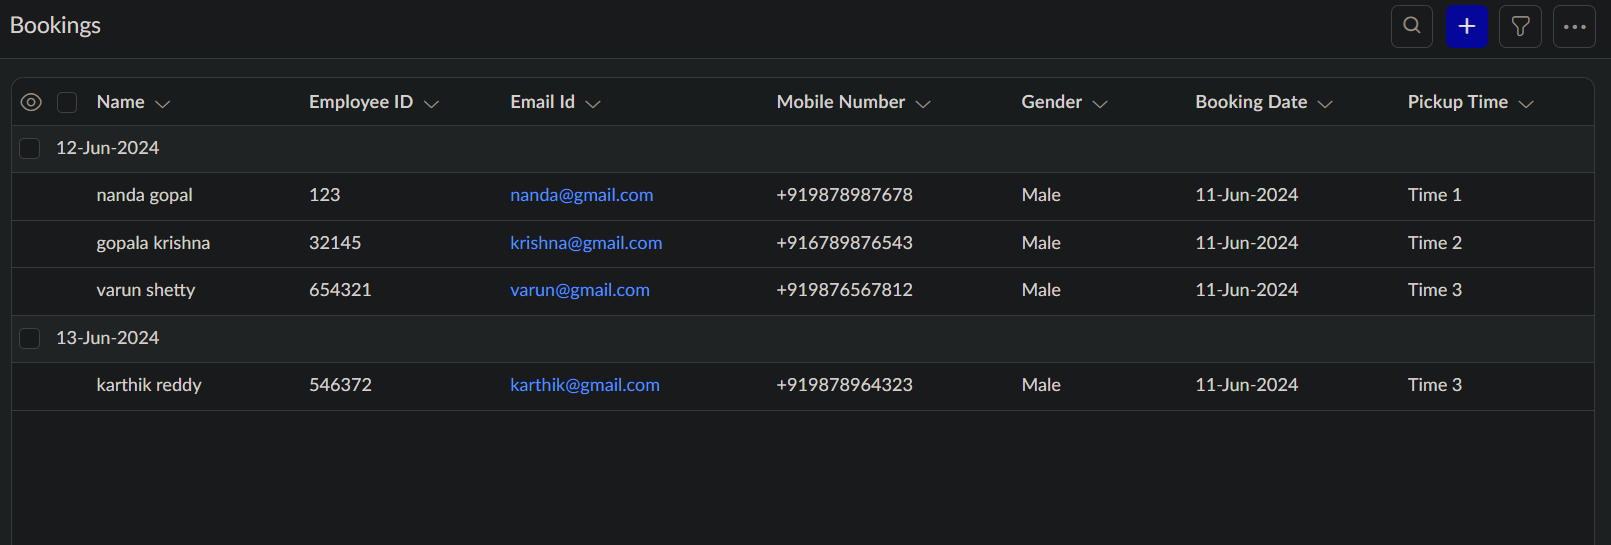 Bookings
Name Employee ID Email Id Mobile Number Gender Booking Date Pickup Time
12-Jun-2024
nanda gopal 123 nanda@gmail.com +919878987678 Male 11-Jun-2024 Time 1
gopala krishna 32145 krishna@gmail.com +916789876543 Male 11-Jun-2024 Time 2
varun shetty 654321 varun@gmail.com +919876567812 Male 11-Jun-2024 Time 3
13-Jun-2024
karthik reddy 546372 karthik@gmail.com +919878964323 Male 11-Jun-2024 Time 3